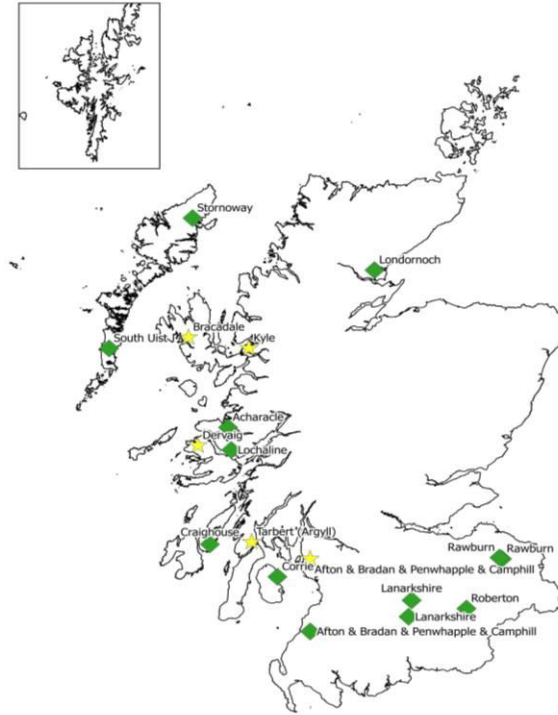 Stornoway
Londornoch
Bracadale
South Uist
Kyle
Acharacle
Dervaig
Lochaline
Craighouse
Tarbert (Argyll)
Rawburn
Rawburn
Afton & Bradan & Penwhapple & Camphill
Corrie
Lanarkshire
Roberton
Lanarkshire
Afton & Bradan & Penwhapple & Camphill